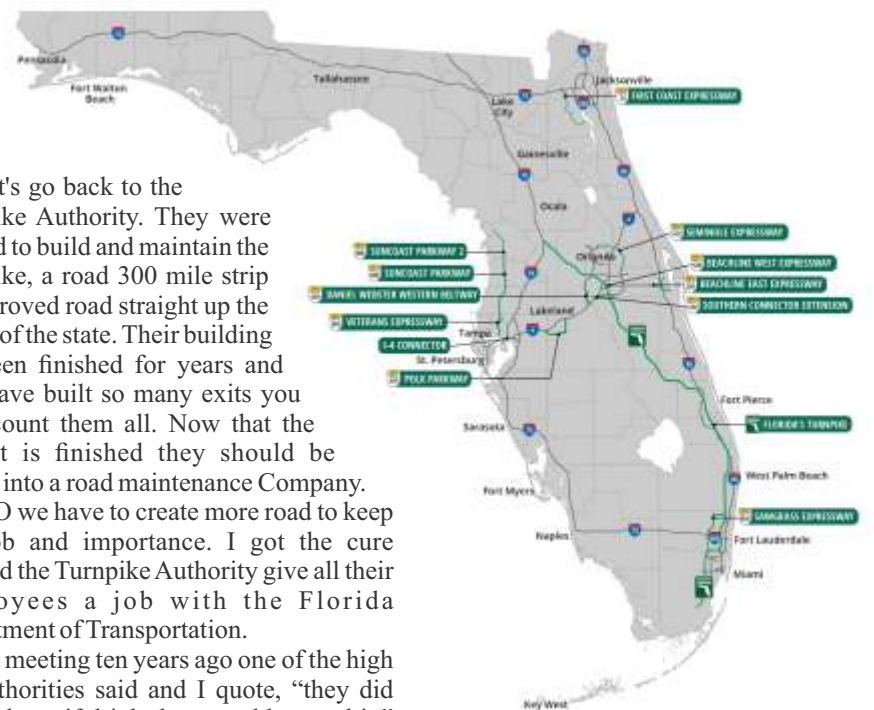 t's go back to the
ike Authority. They were
d to build and maintain the
ike, a road 300 mile strip
proved road straight up the
of the state. Their building
een finished for years and
ave built so many exits you
count them all. Now that the
t is finished they should be
into a road maintenance Company.
O we have to create more road to keep
ob and importance. I got the cure
d the Turnpike Authority give all their
oyees a job with the Florida
tment of Transportation.
meeting ten years ago one of the high
thorities said and I quote, "they did
Pensacola
Fort Walton
Beach
Tallahassee
Lake
City
Jacksonville
FIRST COAST EXPRESSWAY
Gainesville
Ocala
SEMINOLE EXPRESSWAY
SUNCOAST PARKWAY 2
SUNCOAST PARKWAY
Orlando
BEACHLINE WEST EXPRESSWAY
BEACHLINE EAST EXPRESSWAY
DANIEL WEBSTER WESTERN BELTWAY
SOUTHERN CONNECTOR EXTENSION
Lakeland
VETERANS EXPRESSWAY
Tampa
I-4 CONNECTOR
St. Petersburg
POLK PARKWAY
Fort Pierce
FLORIDA'S TURNPIKE
Sarasota
West Palm Beach
Fort Myers
SAWGRASS EXPRESSWAY
Naples
Fort Lauderdale
Miami
Key West